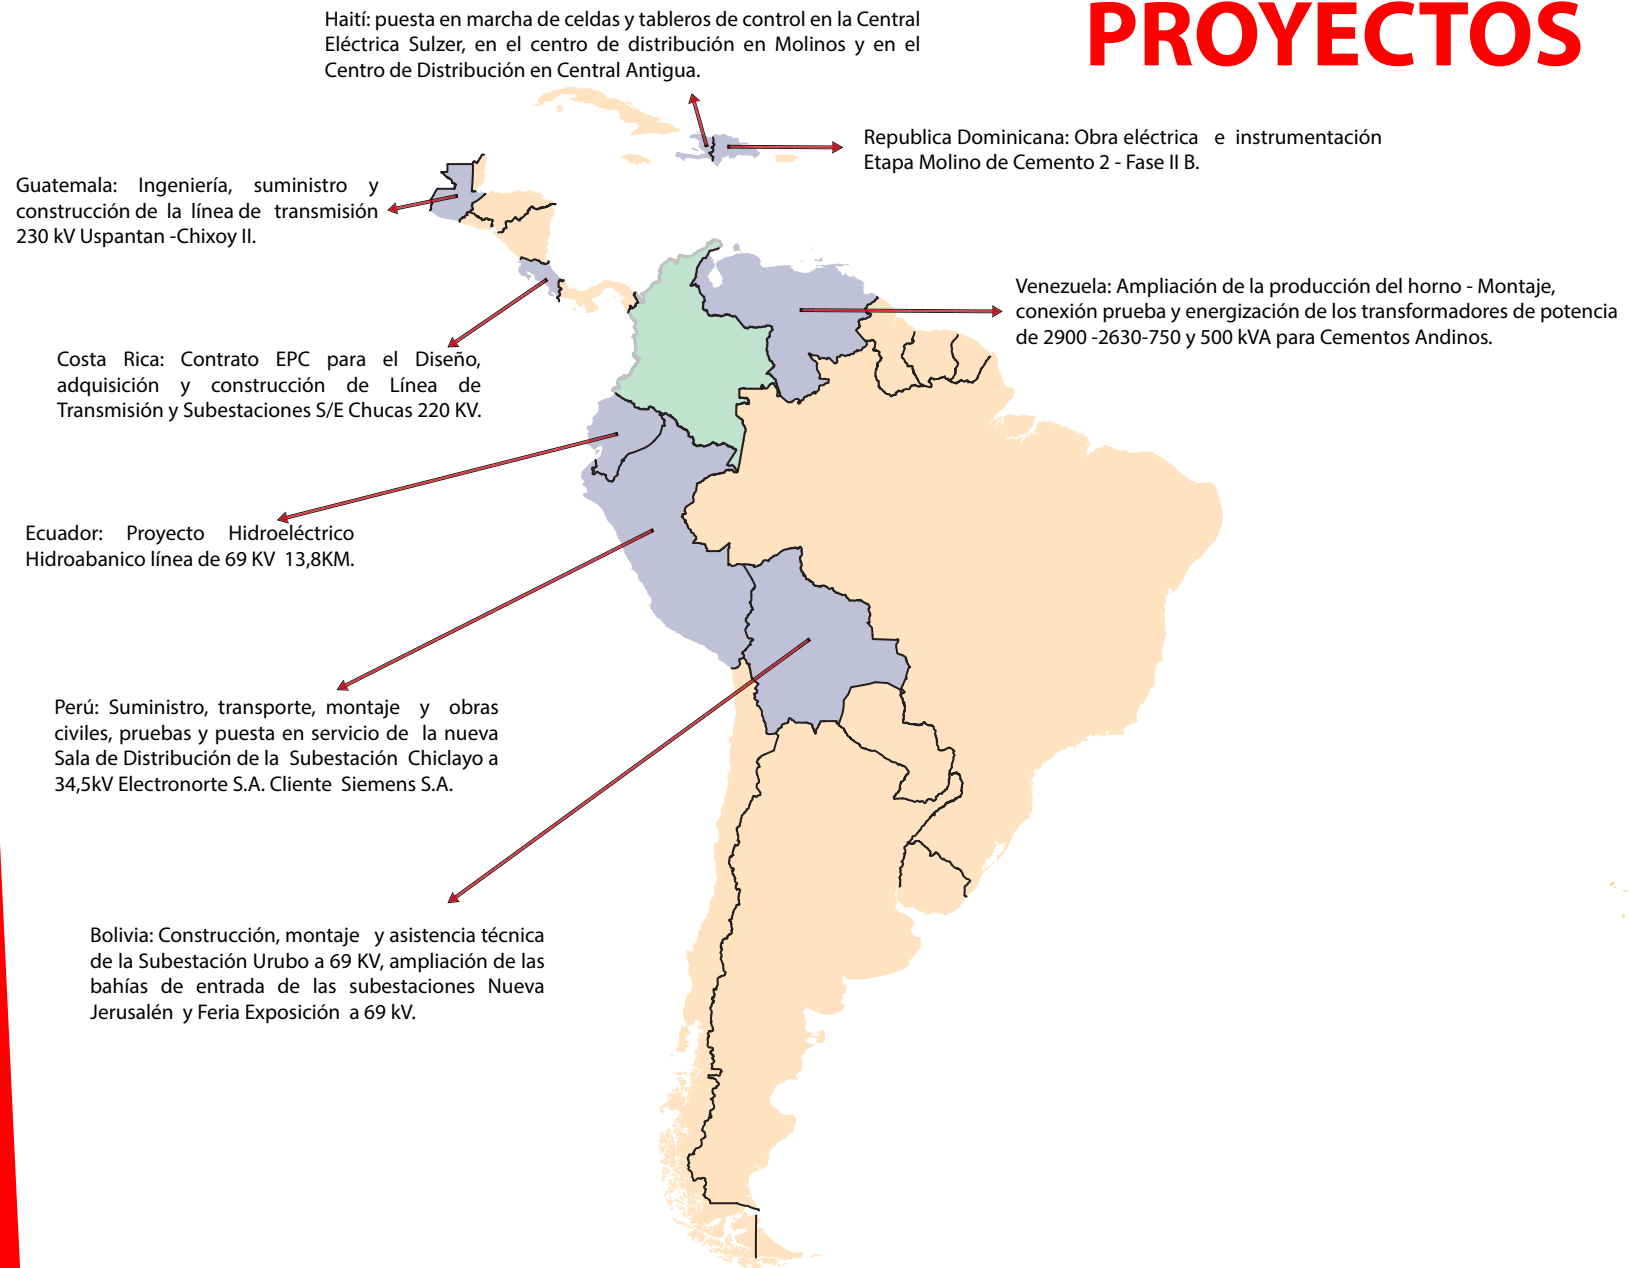 PROYECTOS
Haití: puesta en marcha de celdas y tableros de control en la Central
Eléctrica Sulzer, en el centro de distribución en Molinos y en el
Centro de Distribución en Central Antigua.
Republica Dominicana: Obra eléctrica e instrumentación
Etapa Molino de Cemento 2 - Fase II B.
Guatemala: Ingeniería, suministro y
construcción de la línea de transmisión
230 kV Uspantan -Chixoy II.
Venezuela: Ampliación de la producción del horno - Montaje,
conexión prueba y energización de los transformadores de potencia
de 2900 -2630-750 y 500 kVA para Cementos Andinos.
Costa Rica: Contrato EPC para el Diseño,
adquisición y construcción de Línea de
Transmisión y Subestaciones S/E Chucas 220 KV.
Ecuador: Proyecto Hidroeléctrico
Hidroabanico línea de 69 KV 13,8KM.
Perú: Suministro, transporte, montaje y obras
civiles, pruebas y puesta en servicio de la nueva
Sala de Distribución de la Subestación Chiclayo a
34,5kV Electronorte S.A. Cliente Siemens S.A.
Bolivia: Construcción, montaje y asistencia técnica
de la Subestación Urubo a 69 KV, ampliación de las
bahías de entrada de las subestaciones Nueva
Jerusalén y Feria Exposición a 69 kV.